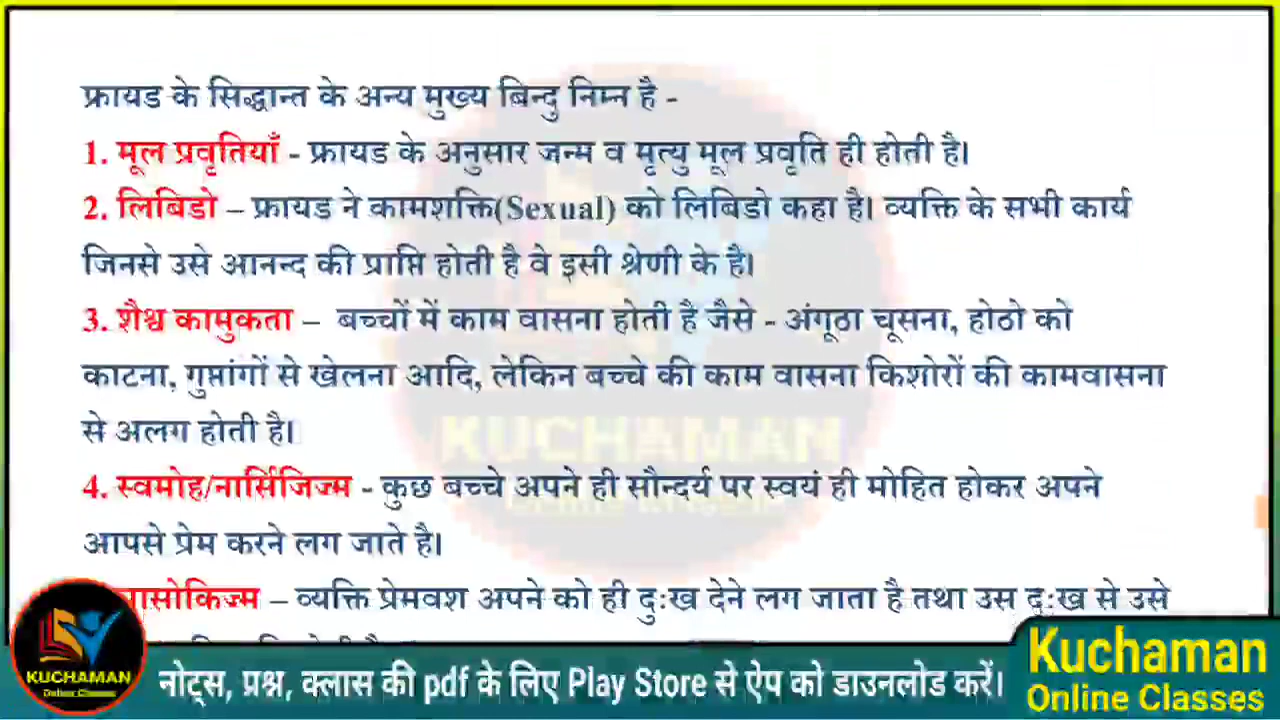 फ्रायड के सिद्धान्त के अन्य मुख्य बिन्दु निम्न है -
1. मूल प्रवृतियाँ - फ्रायड के अनुसार जन्म व मृत्यु मूल प्रवृति ही होती है।
2. लिबिडो – फ्रायड ने कामशक्ति(Sexual) को लिबिडो कहा है। व्यक्ति के सभी कार्य
जिनसे उसे आनन्द की प्राप्ति होती है वे इसी श्रेणी के है।
3. शैश्व कामुकता – बच्चों में काम वासना होती है जैसे - अंगूठा चूसना, होठो को
काटना, गुप्तांगों से खेलना आदि, लेकिन बच्चे की काम वासना किशोरों की कामवासना
से अलग होती है।
4. स्वमोह/नार्सिजिज्म - कुछ बच्चे अपने ही सौन्दर्य पर स्वयं ही मोहित होकर अपने
आपसे प्रेम करने लग जाते है।
– व्यक्ति प्रेमवश अपने को ही दुःख देने लग जाता है तथा उस दुःख से उसे
KUCHAMAN
KUCHAMAN
Online Classes
नोट्स, प्रश्न, क्लास की pdf के लिए Play Store से ऐप को डाउनलोड करें।
Kuchaman
Online Classes